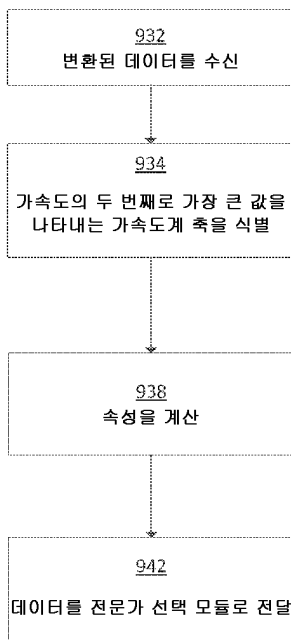 932
변환된 데이터를 수신
934
가속도의 두 번째로 가장 큰 값을
나타내는 가속도계 축을 식별
938
속성을 계산
942
데이터를 전문가 선택 모듈로 전달